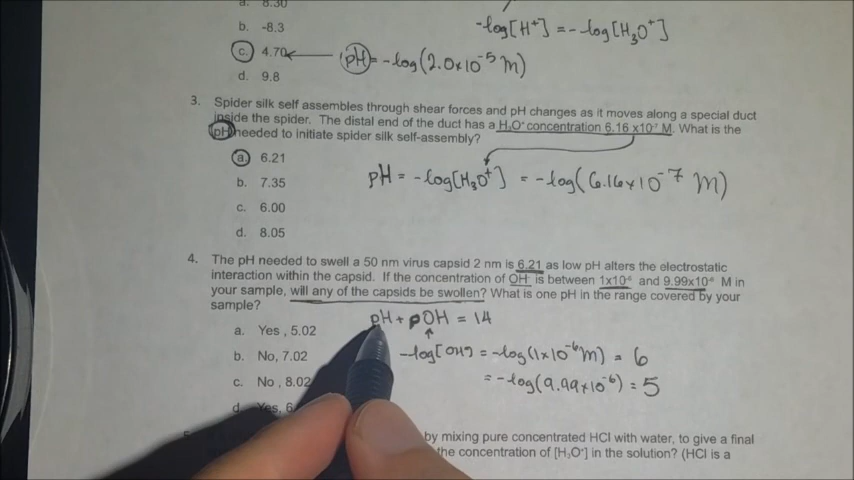 a. 8.30
-log[H+] = -log[H3O+]
b. -8.3
c. 4.70 pH = -log(2.0x10-5 M)
d. 9.8
3. Spider silk self assembles through shear forces and pH changes as it moves along a special duct
inside the spider. The distal end of the duct has a H3O+ concentration 6.16 x10-7 M. What is the
pH needed to initiate spider silk self-assembly?
a. 6.21
pH = -log[H3O+] = -log(6.16x10-7 M)
b. 7.35
c. 6.00
d. 8.05
4. The pH needed to swell a 50 nm virus capsid 2 nm is 6.21 as low pH alters the electrostatic
interaction within the capsid. If the concentration of OH- is between 1x10-6 and 9.99x10-6 M in
your sample, will any of the capsids be swollen? What is one pH in the range covered by your
sample?
pH + pOH = 14
a. Yes , 5.02
-log[OH-] = -log(1x10-6 M) = 6
b. No, 7.02
= -log(9.99x10-6) = 5
c. No , 8.02
d. Yes, 6
by mixing pure concentrated HCl with water, to give a final
the concentration of [H3O+] in the solution? (HCl is a